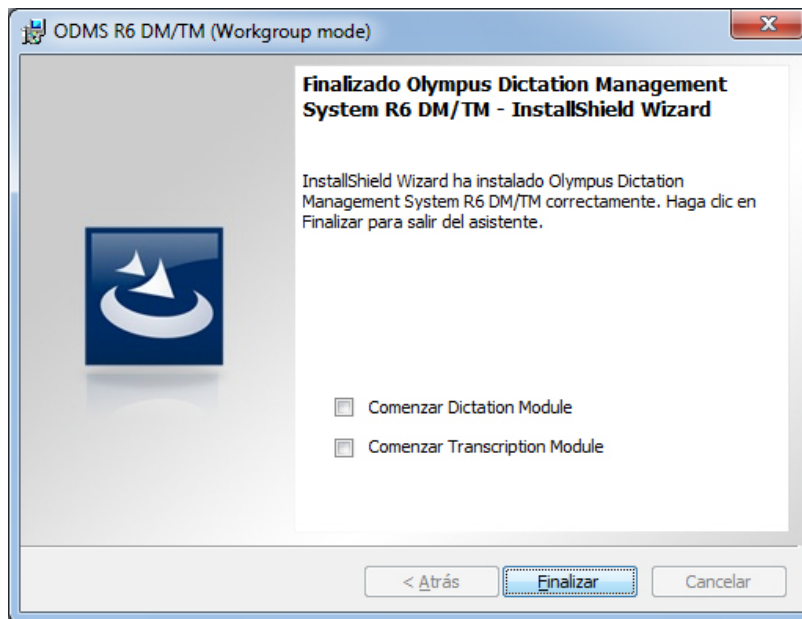 ODMS R6 DM/TM (Workgroup mode)
Finalizado Olympus Dictation Management
System R6 DM/TM - InstallShield Wizard
InstallShield Wizard ha instalado Olympus Dictation
Management System R6 DM/TM correctamente. Haga clic en
Finalizar para salir del asistente.
Comenzar Dictation Module
Comenzar Transcription Module
< Atrás
Finalizar
Cancelar